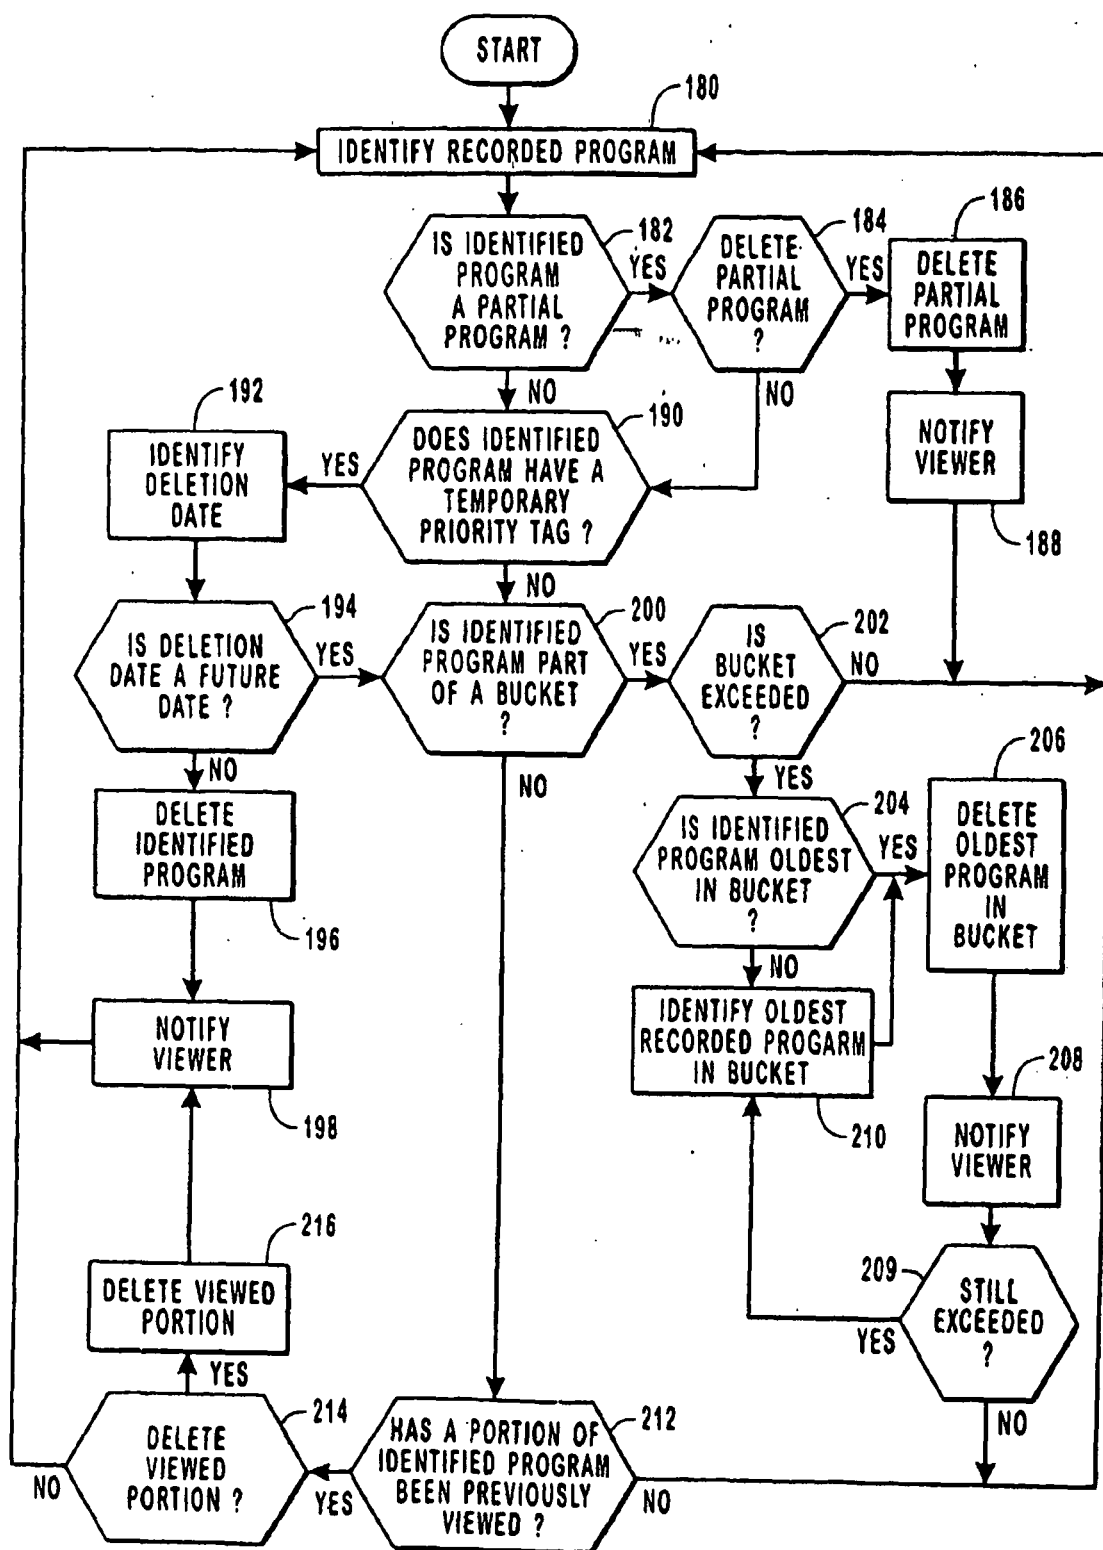 START
180
IDENTIFY RECORDED PROGRAM
IS IDENTIFIED
PROGRAM
A PARTIAL
PROGRAM ?
182
YES
NO
DELETE
PARTIAL
PROGRAM
?
184
YES
NO
186
DELETE
PARTIAL
PROGRAM
NOTIFY
VIEWER
188
192
IDENTIFY
DELETION
DATE
YES
DOES IDENTIFIED
PROGRAM HAVE A
TEMPORARY
PRIORITY TAG ?
190
NO
IS DELETION
DATE A FUTURE
DATE ?
194
YES
NO
IS IDENTIFIED
PROGRAM PART
OF A BUCKET
?
200
YES
NO
IS
BUCKET
EXCEEDED
?
202
NO
YES
DELETE
IDENTIFIED
PROGRAM
196
IS IDENTIFIED
PROGRAM OLDEST
IN BUCKET
?
204
YES
NO
206
DELETE
OLDEST
PROGRAM
IN
BUCKET
NOTIFY
VIEWER
198
IDENTIFY OLDEST
RECORDED PROGARM
IN BUCKET
210
208
NOTIFY
VIEWER
216
DELETE VIEWED
PORTION
YES
209
STILL
EXCEEDED
?
YES
NO
DELETE
VIEWED
PORTION ?
214
NO
YES
HAS A PORTION OF
IDENTIFIED PROGRAM
BEEN PREVIOUSLY
VIEWED ?
212
NO